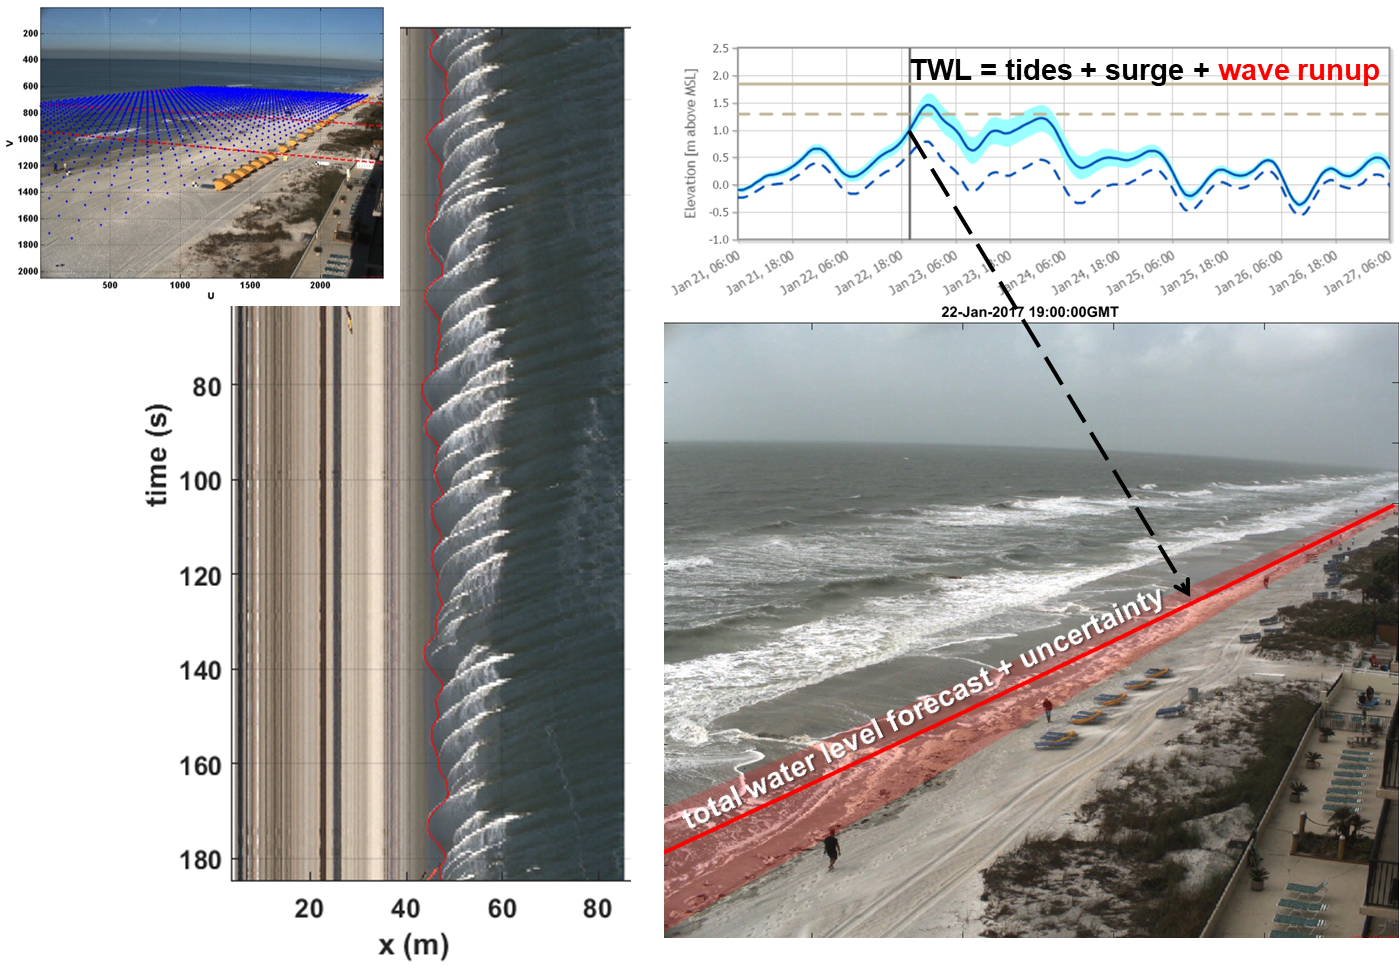 200
400
600
800
1000
1200
1400
1600
1800
2000
V
500
1000
1500
2000
U
80
100
120
140
160
180
time (s)
20
40
60
80
x (m)
TWL = tides + surge + wave runup
2.5
2.0
1.5
1.0
0.5
0.0
-0.5
-1.0
Elevation [m above MSL]
Jan 21, 06:00
Jan 21, 18:00
Jan 22, 06:00
Jan 22, 18:00
Jan 23, 06:00
Jan 24, 06:00
Jan 24, 18:00
Jan 25, 06:00
Jan 25, 18:00
Jan 26, 06:00
Jan 26, 18:00
Jan 27, 06:00
22-Jan-2017 19:00:00GMT
total water level forecast + uncertainty